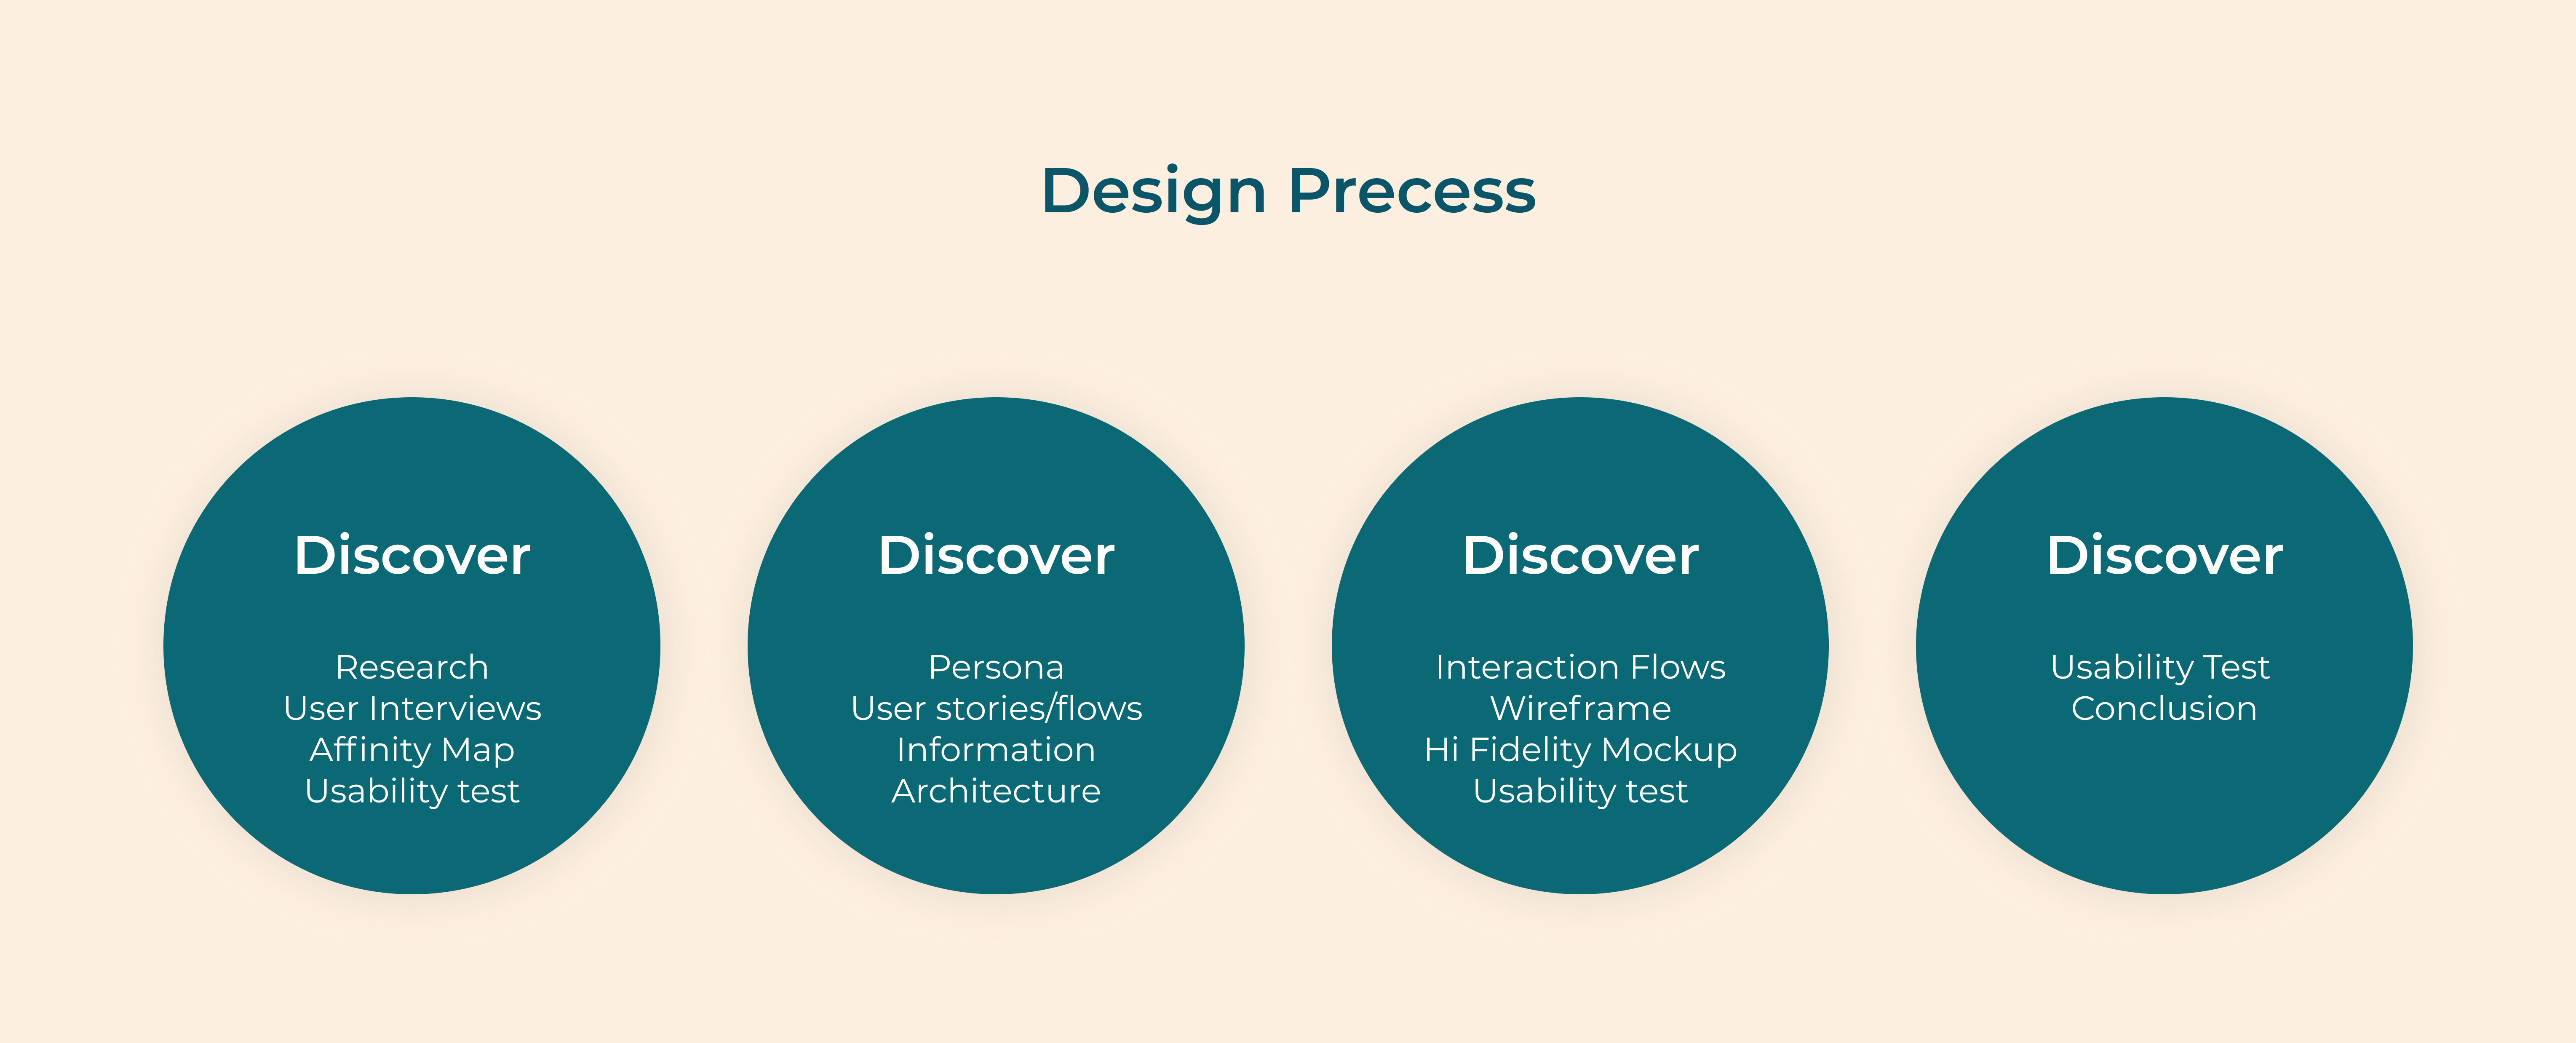 Design Precess
Discover
Research
User Interviews
Affinity Map
Usability test
Discover
Persona
User stories/flows
Information
Architecture
Discover
Interaction Flows
Wireframe
Hi Fidelity Mockup
Usability test
Discover
Usability Test
Conclusion